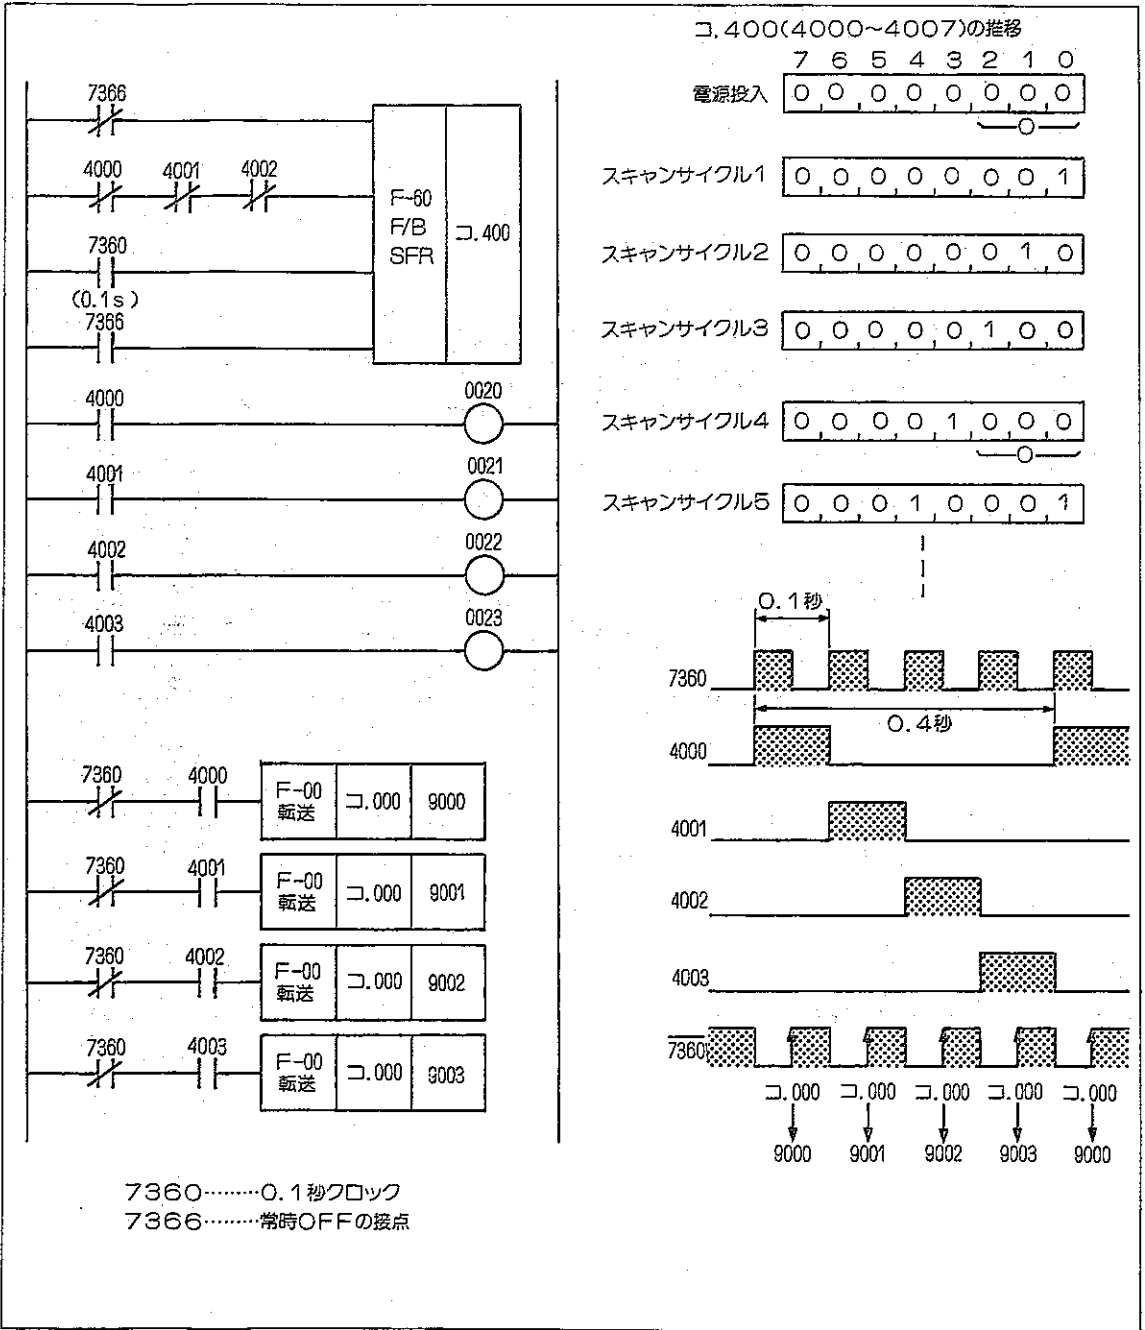 コ.400(4000～4007)の推移
7 6 5 4 3 2 1 0
電源投入 0 0 0 0 0 0 0 0
0
スキャンサイクル1 0 0 0 0 0 0 0 1
スキャンサイクル2 0 0 0 0 0 0 1 0
スキャンサイクル3 0 0 0 0 0 1 0 0
スキャンサイクル4 0 0 0 0 1 0 0 0
0
スキャンサイクル5 0 0 0 1 0 0 0 1
7366
4000 4001 4002
7360
(0.1s)
7366
F-60
F/B
SFR
コ.400
4000 0020
4001 0021
4002 0022
4003 0023
7360 4000 F-00 転送 コ.000 9000
7360 4001 F-00 転送 コ.000 9001
7360 4002 F-00 転送 コ.000 9002
7360 4003 F-00 転送 コ.000 9003
0.1秒
7360
0.4秒
4000
4001
4002
4003
7360
コ.000 コ.000 コ.000 コ.000 コ.000
9000 9001 9002 9003 9000
7360………0.1秒クロック
7366………常時OFFの接点